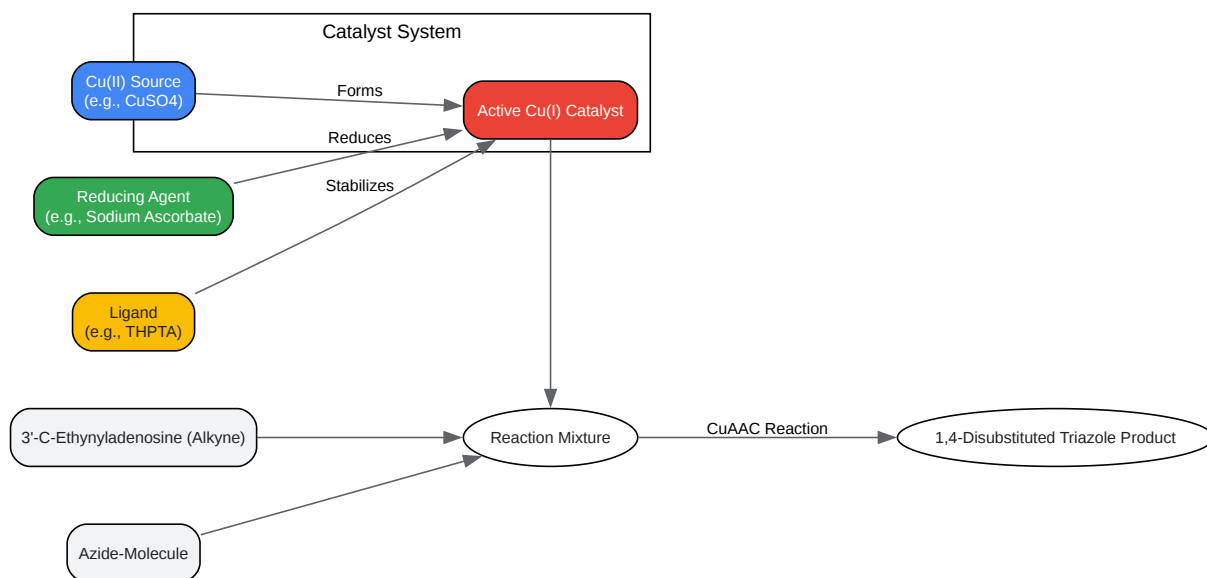 Catalyst System
Cu(II) Source
(e.g., CuSO4)
Forms
Active Cu(I) Catalyst
Reduces
Reducing Agent
(e.g., Sodium Ascorbate)
Stabilizes
Ligand
(e.g., THPTA)
3'-C-Ethynyladenosine (Alkyne)
Reaction Mixture
CuAAC Reaction
1,4-Disubstituted Triazole Product
Azide-Molecule